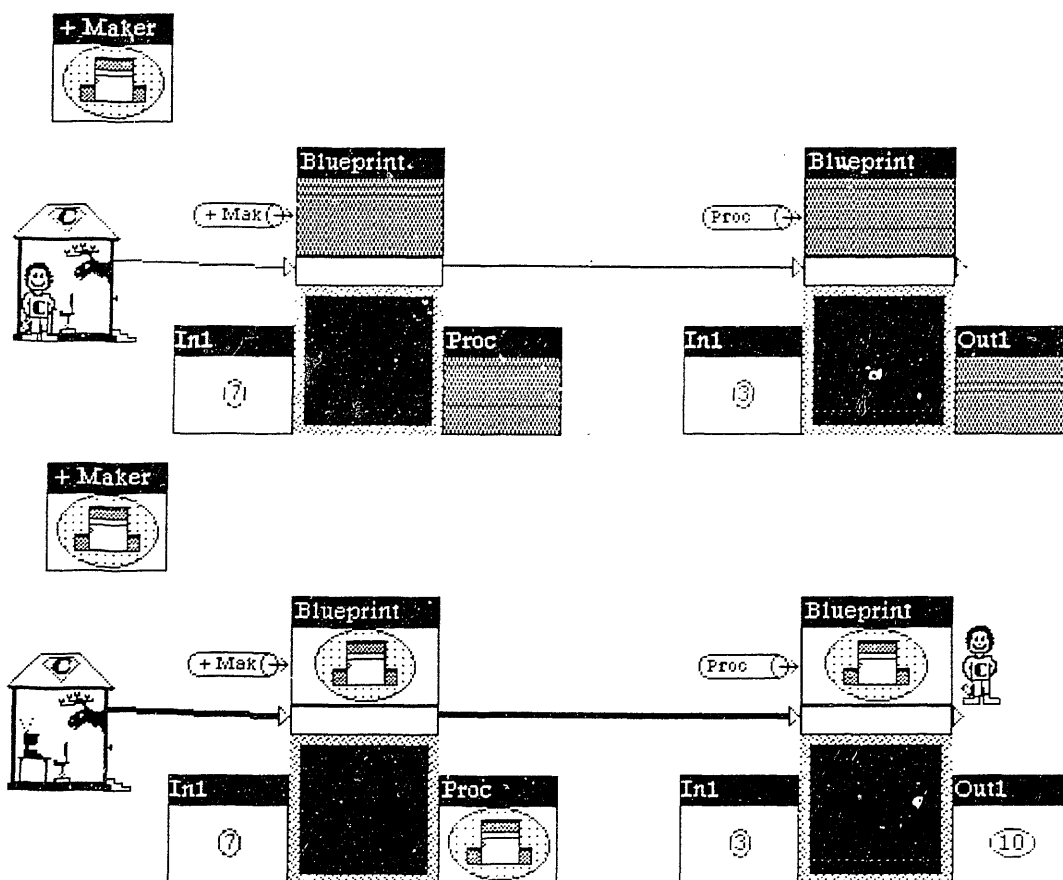 + Maker
Blueprint
Blueprint
+ Mak
Proc
C
C
In1
Proc
In1
Out1
7
3
+ Maker
Blueprint
Blueprint
+ Mak
Proc
C
C
In1
Proc
In1
Out1
7
3
10